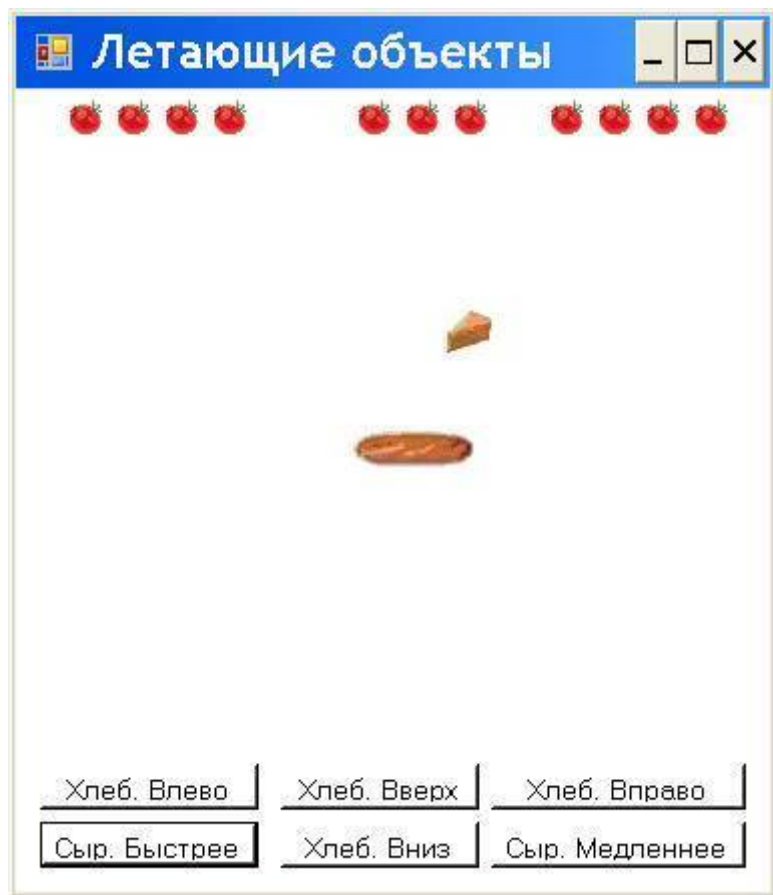 Летающие объекты
Хлеб. Влево
Хлеб. Вверх
Хлеб. Вправо
Сыр. Быстрее
Хлеб. Вниз
Сыр. Медленнее